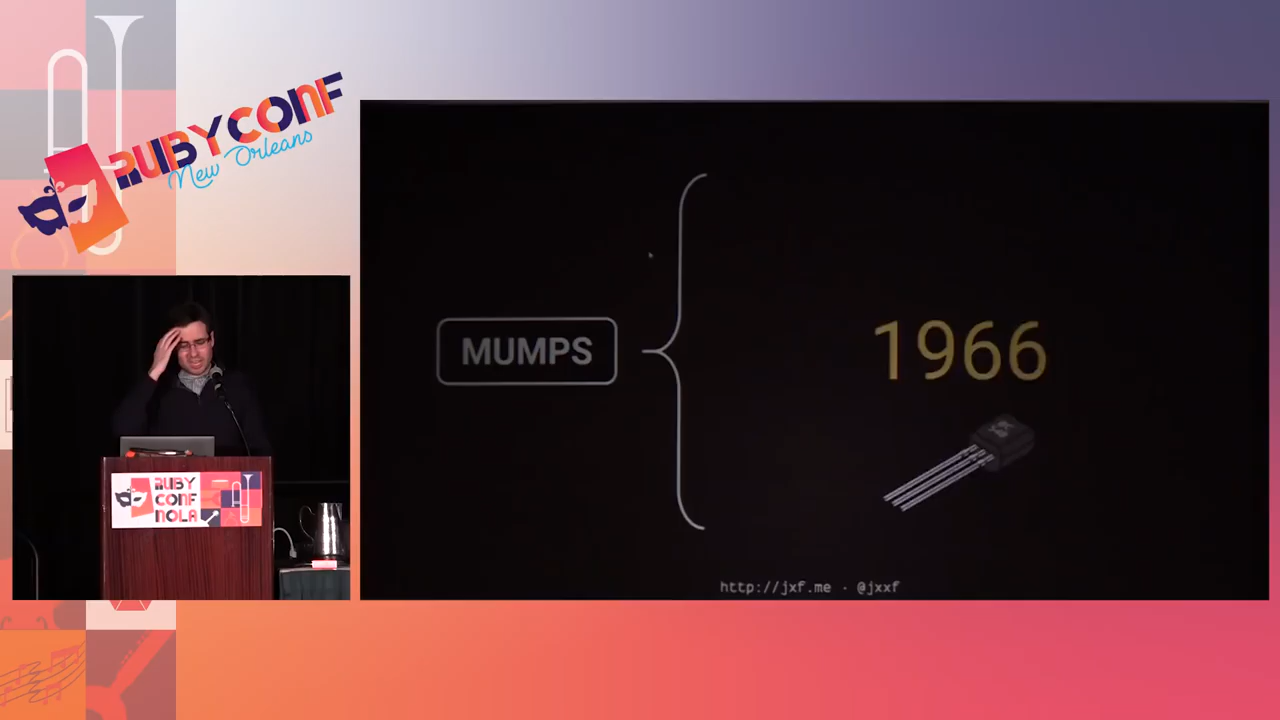 RUBYCONF
New Orleans
MUMPS
1966
http://jxf.me · @jxxf
RUBY
CONF
NOLA